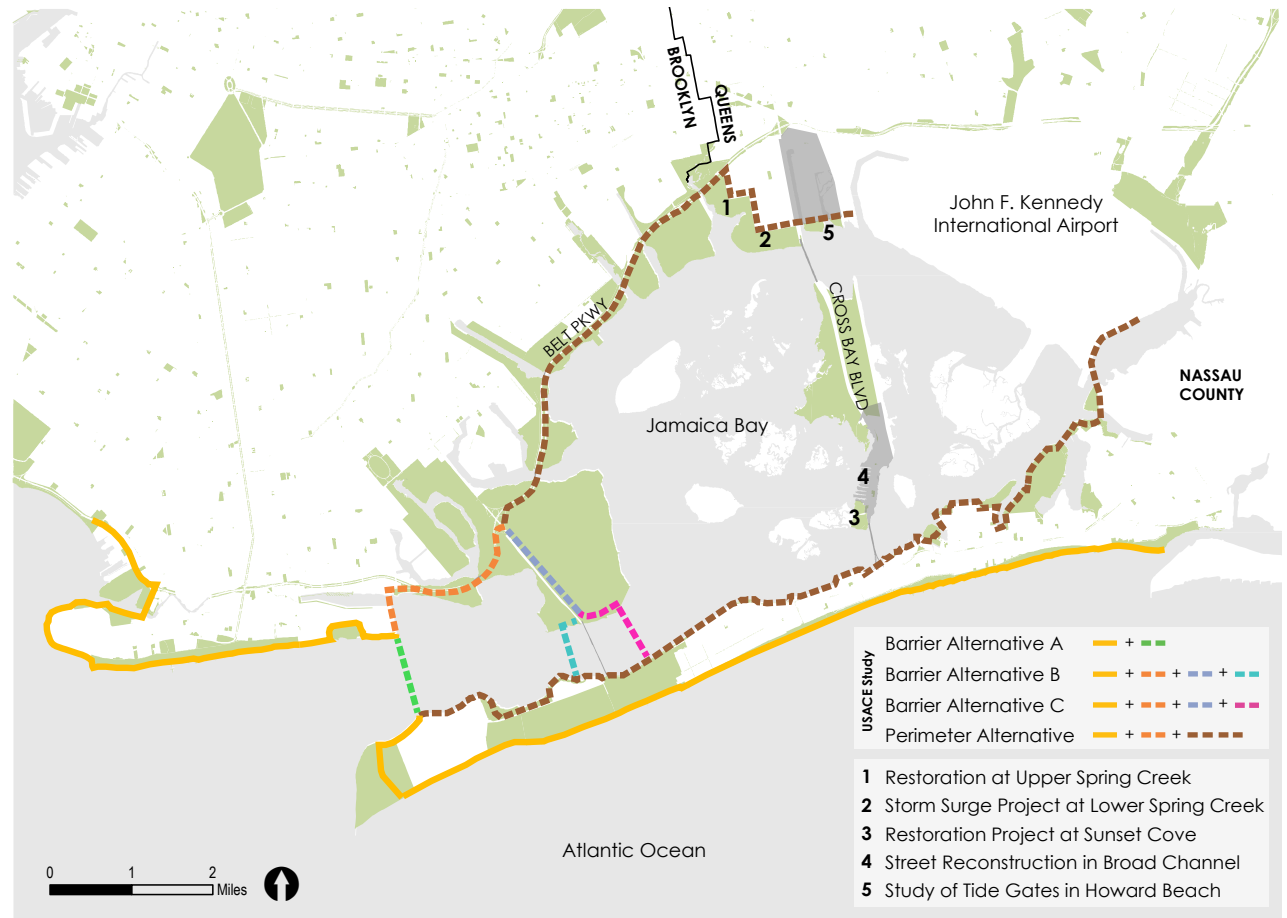 BROOKLYN
QUEENS
John F. Kennedy
International Airport
1
2
5
BELT PKWY
CROSS BAY BLVD
NASSAU
COUNTY
Jamaica Bay
4
3
USACE Study
Barrier Alternative A + 
Barrier Alternative B + + +
Barrier Alternative C + + +
Perimeter Alternative + +
1 Restoration at Upper Spring Creek
2 Storm Surge Project at Lower Spring Creek
3 Restoration Project at Sunset Cove
4 Street Reconstruction in Broad Channel
5 Study of Tide Gates in Howard Beach
Atlantic Ocean
0 1 2
Miles